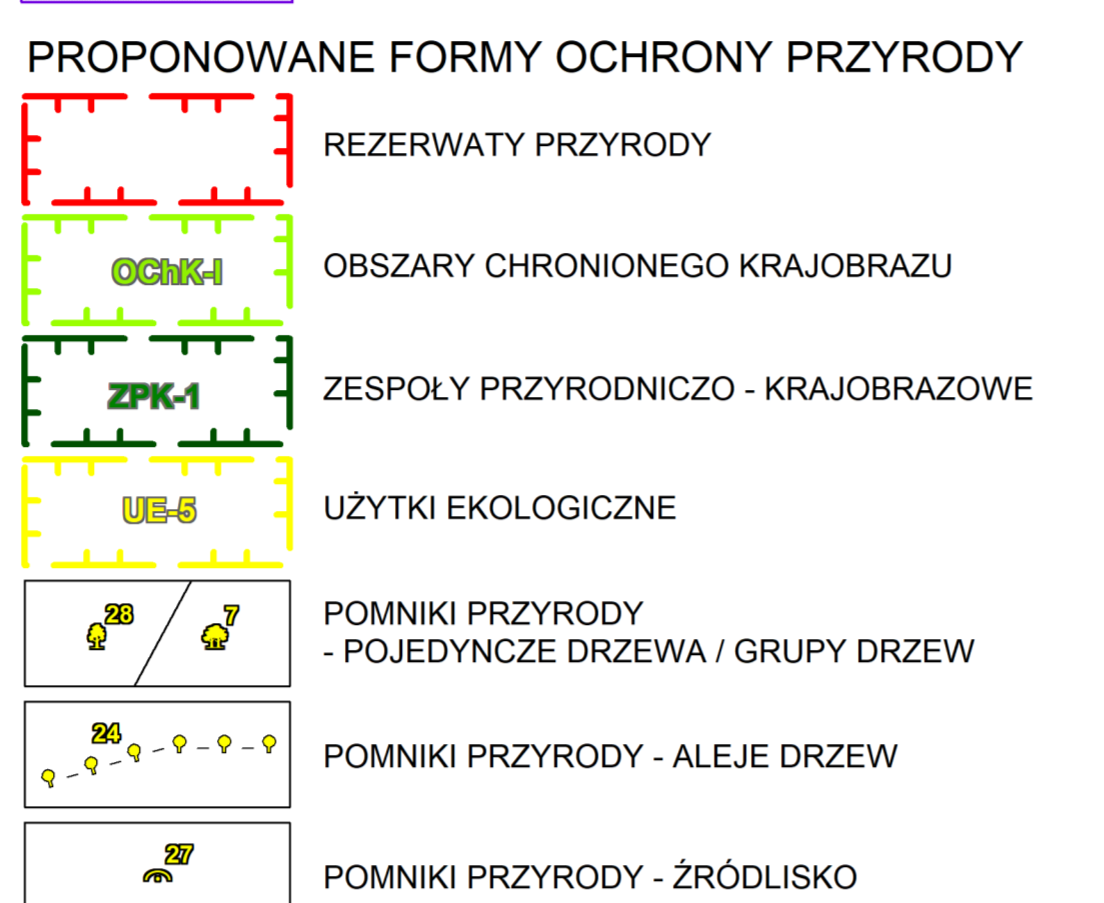 PROPONOWANE FORMY OCHRONY PRZYRODY
REZERWATY PRZYRODY
OChK-I
OBSZARY CHRONIONEGO KRAJOBRAZU
ZPK-1
ZESPOŁY PRZYRODNICZO - KRAJOBRAZOWE
UE-5
UŻYTKI EKOLOGICZNE
28
7
POMNIKI PRZYRODY
- POJEDYNCZE DRZEWA / GRUPY DRZEW
24
POMNIKI PRZYRODY - ALEJE DRZEW
27
POMNIKI PRZYRODY - ŹRÓDLISKO